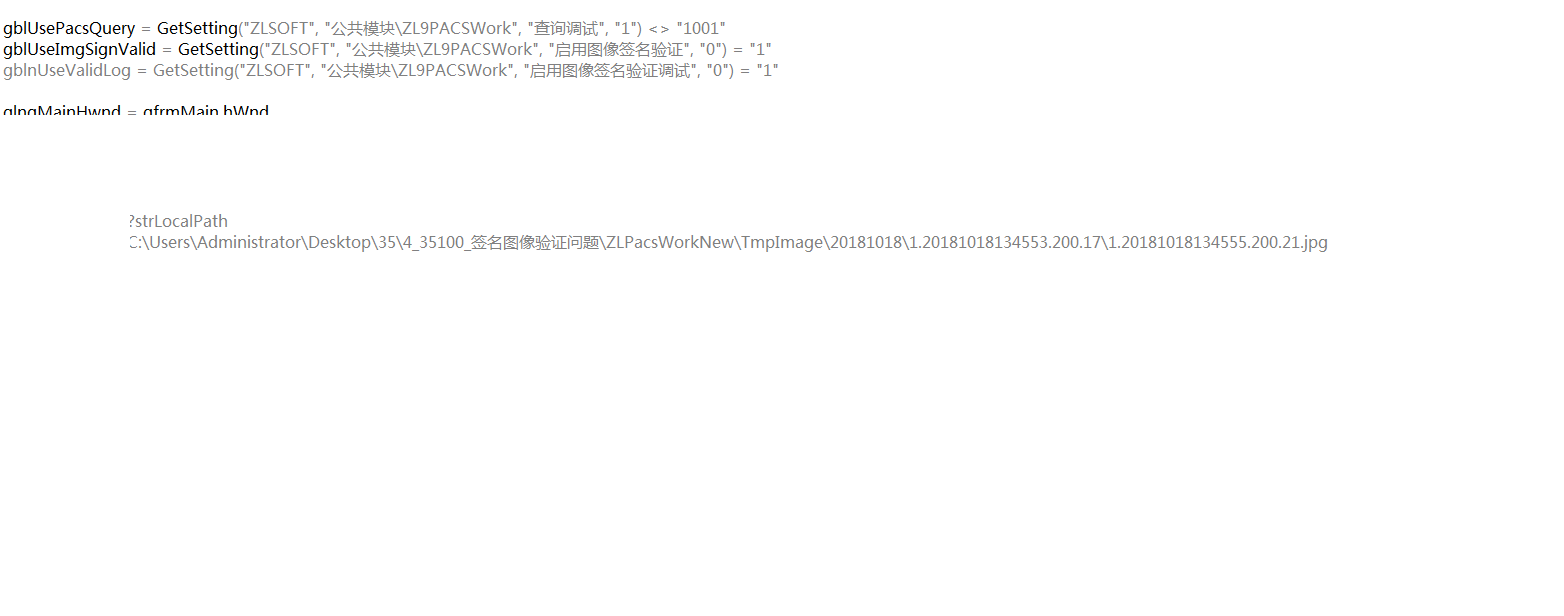 gblUsePacsQuery = GetSetting("ZLSOFT", "公共模块\ZL9PACSWork", "查询调试", "1") <> "1001"
gblUseImgSignValid = GetSetting("ZLSOFT", "公共模块\ZL9PACSWork", "启用图像签名验证", "0") = "1"
gblnUseValidLog = GetSetting("ZLSOFT", "公共模块\ZL9PACSWork", "启用图像签名验证调试", "0") = "1"
glngMainHwnd = gfrmMain.hWnd
?strLocalPath
C:\Users\Administrator\Desktop\35\4_35100_签名图像验证问题\ZLPacsWorkNew\TmpImage\20181018\1.20181018134553.200.17\1.20181018134555.200.21.jpg